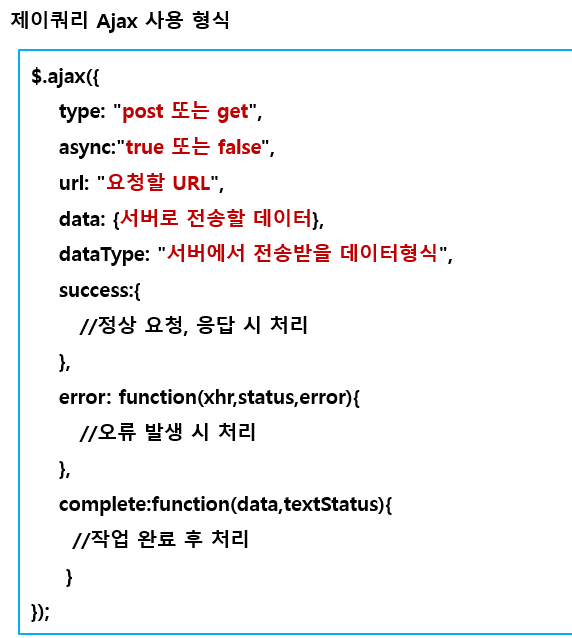 제이쿼리 Ajax 사용 형식
$.ajax({
type: "post 또는 get",
async:"true 또는 false",
url: "요청할 URL",
data: {서버로 전송할 데이터},
dataType: "서버에서 전송받을 데이터형식",
success:{
//정상 요청, 응답 시 처리
},
error: function(xhr,status,error){
//오류 발생 시 처리
},
complete:function(data,textStatus){
//작업 완료 후 처리
}
});